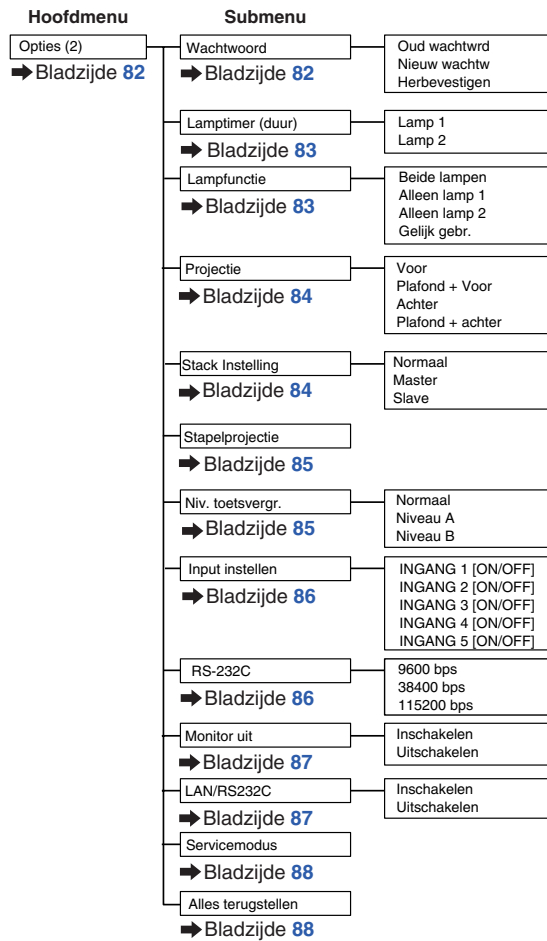 Hoofdmenu
Submenu
Opties (2)
➡ Bladzijde 82
Wachtwoord
➡ Bladzijde 82
Oud wachtwrd
Nieuw wachtw
Herbevestigen
Lamptimer (duur)
➡ Bladzijde 83
Lamp 1
Lamp 2
Lampfunctie
➡ Bladzijde 83
Beide lampen
Alleen lamp 1
Alleen lamp 2
Gelijk gebr.
Projectie
➡ Bladzijde 84
Voor
Plafond + Voor
Achter
Plafond + achter
Stack Instelling
➡ Bladzijde 84
Normaal
Master
Slave
Stapelprojectie
➡ Bladzijde 85
Niv. toetsvergr.
➡ Bladzijde 85
Normaal
Niveau A
Niveau B
Input instellen
➡ Bladzijde 86
INGANG 1 [ON/OFF]
INGANG 2 [ON/OFF]
INGANG 3 [ON/OFF]
INGANG 4 [ON/OFF]
INGANG 5 [ON/OFF]
RS-232C
➡ Bladzijde 86
9600 bps
38400 bps
115200 bps
Monitor uit
➡ Bladzijde 87
Inschakelen
Uitschakelen
LAN/RS232C
➡ Bladzijde 87
Inschakelen
Uitschakelen
Servicemodus
➡ Bladzijde 88
Alles terugstellen
➡ Bladzijde 88